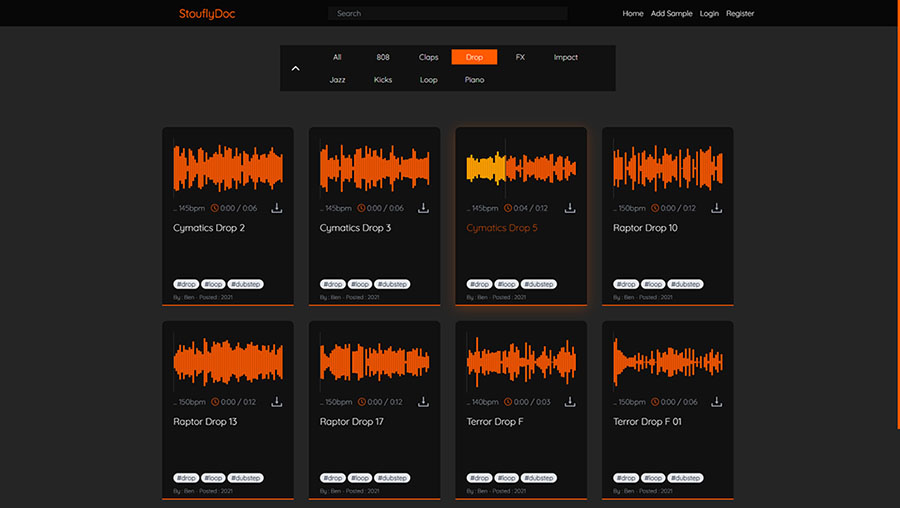 StouflyDoc Search Home Add Sample Login Register
All 808 Claps Drop FX Impact
Jazz Kicks Loop Piano
_ 145bpm 0:00 / 0:06
Cymatics Drop 2
#drop #loop #dubstep
By : Ben - Posted : 2021
_ 145bpm 0:00 / 0:06
Cymatics Drop 3
#drop #loop #dubstep
By : Ben - Posted : 2021
_ 145bpm 0:04 / 0:12
Cymatics Drop 5
#drop #loop #dubstep
By : Ben - Posted : 2021
_ 150bpm 0:00 / 0:12
Raptor Drop 10
#drop #loop #dubstep
By : Ben - Posted : 2021
_ 150bpm 0:00 / 0:12
Raptor Drop 13
#drop #loop #dubstep
By : Ben - Posted : 2021
_ 150bpm 0:00 / 0:12
Raptor Drop 17
#drop #loop #dubstep
By : Ben - Posted : 2021
_ 140bpm 0:00 / 0:03
Terror Drop F
#drop #loop #dubstep
By : Ben - Posted : 2021
_ 150bpm 0:00 / 0:06
Terror Drop F 01
#drop #loop #dubstep
By : Ben - Posted : 2021